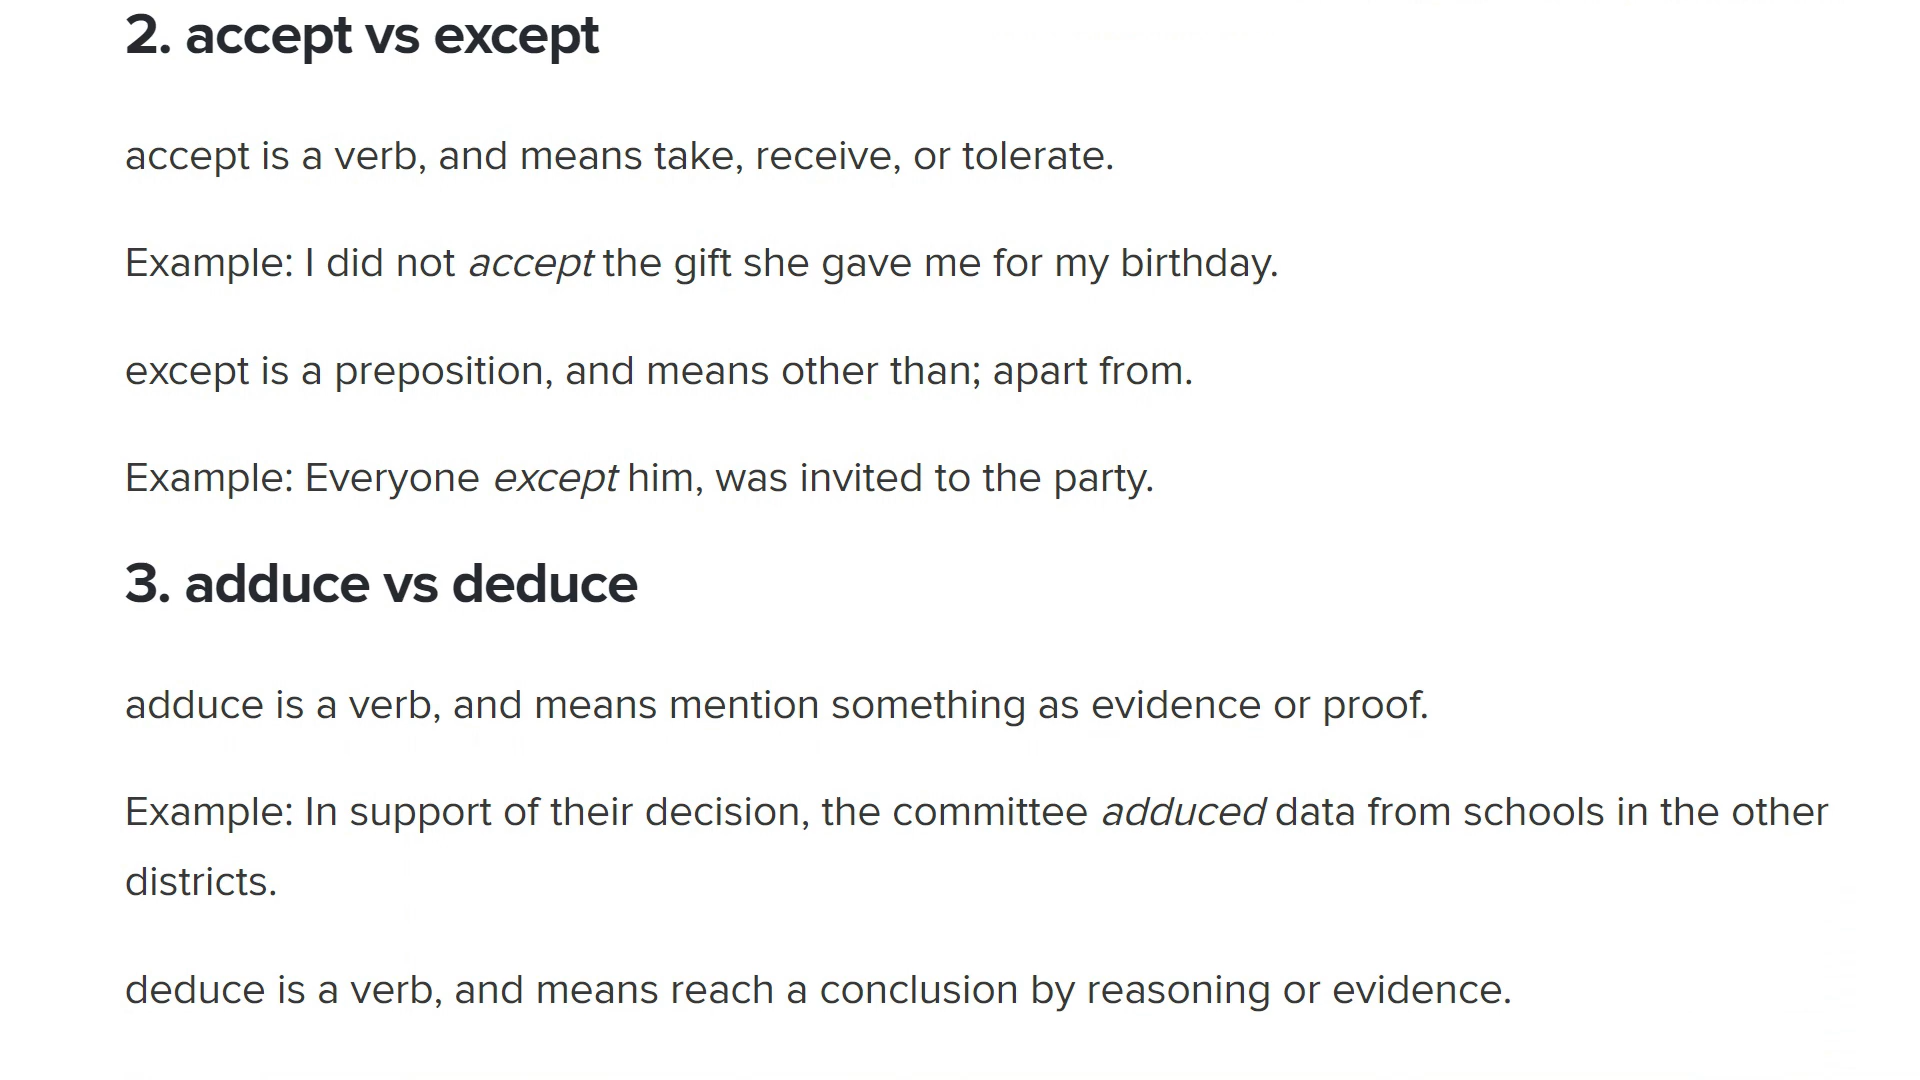 2. accept vs except
accept is a verb, and means take, receive, or tolerate.
Example: I did not accept the gift she gave me for my birthday.
except is a preposition, and means other than; apart from.
Example: Everyone except him, was invited to the party.
3. adduce vs deduce
adduce is a verb, and means mention something as evidence or proof.
Example: In support of their decision, the committee adduced data from schools in the other
districts.
deduce is a verb, and means reach a conclusion by reasoning or evidence.